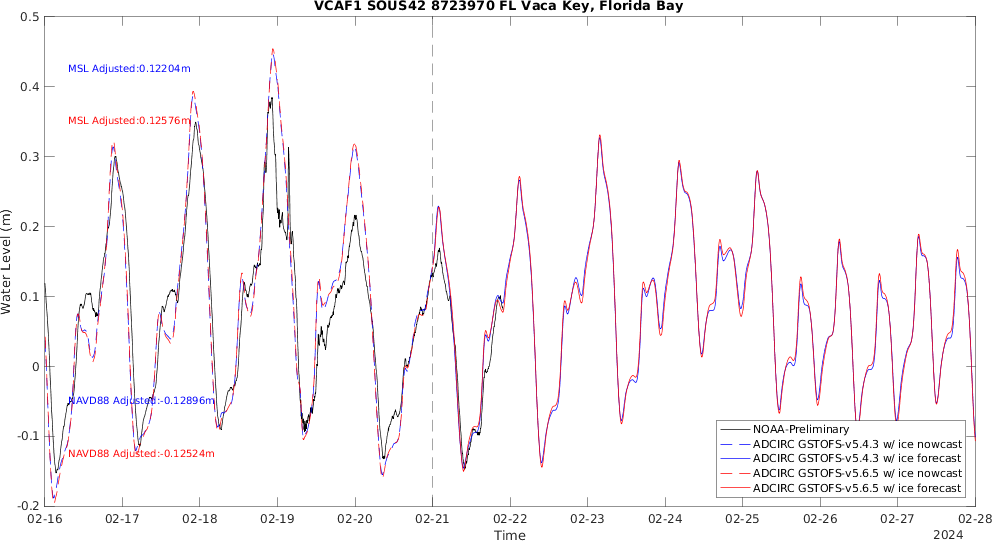 VCAF1 SOUS42 8723970 FL Vaca Key, Florida Bay
Water Level (m)
0.5
0.4
0.3
0.2
0.1
0
-0.1
-0.2
MSL Adjusted:0.12204m
MSL Adjusted:0.12576m
NAVD88 Adjusted:-0.12896m
NAVD88 Adjusted:-0.12524m
NOAA-Preliminary
ADCIRC GSTOFS-v5.4.3 w/ ice nowcast
ADCIRC GSTOFS-v5.4.3 w/ ice forecast
ADCIRC GSTOFS-v5.6.5 w/ ice nowcast
ADCIRC GSTOFS-v5.6.5 w/ ice forecast
02-16 02-17 02-18 02-19 02-20 02-21 02-22 02-23 02-24 02-25 02-26 02-27 02-28
Time
2024